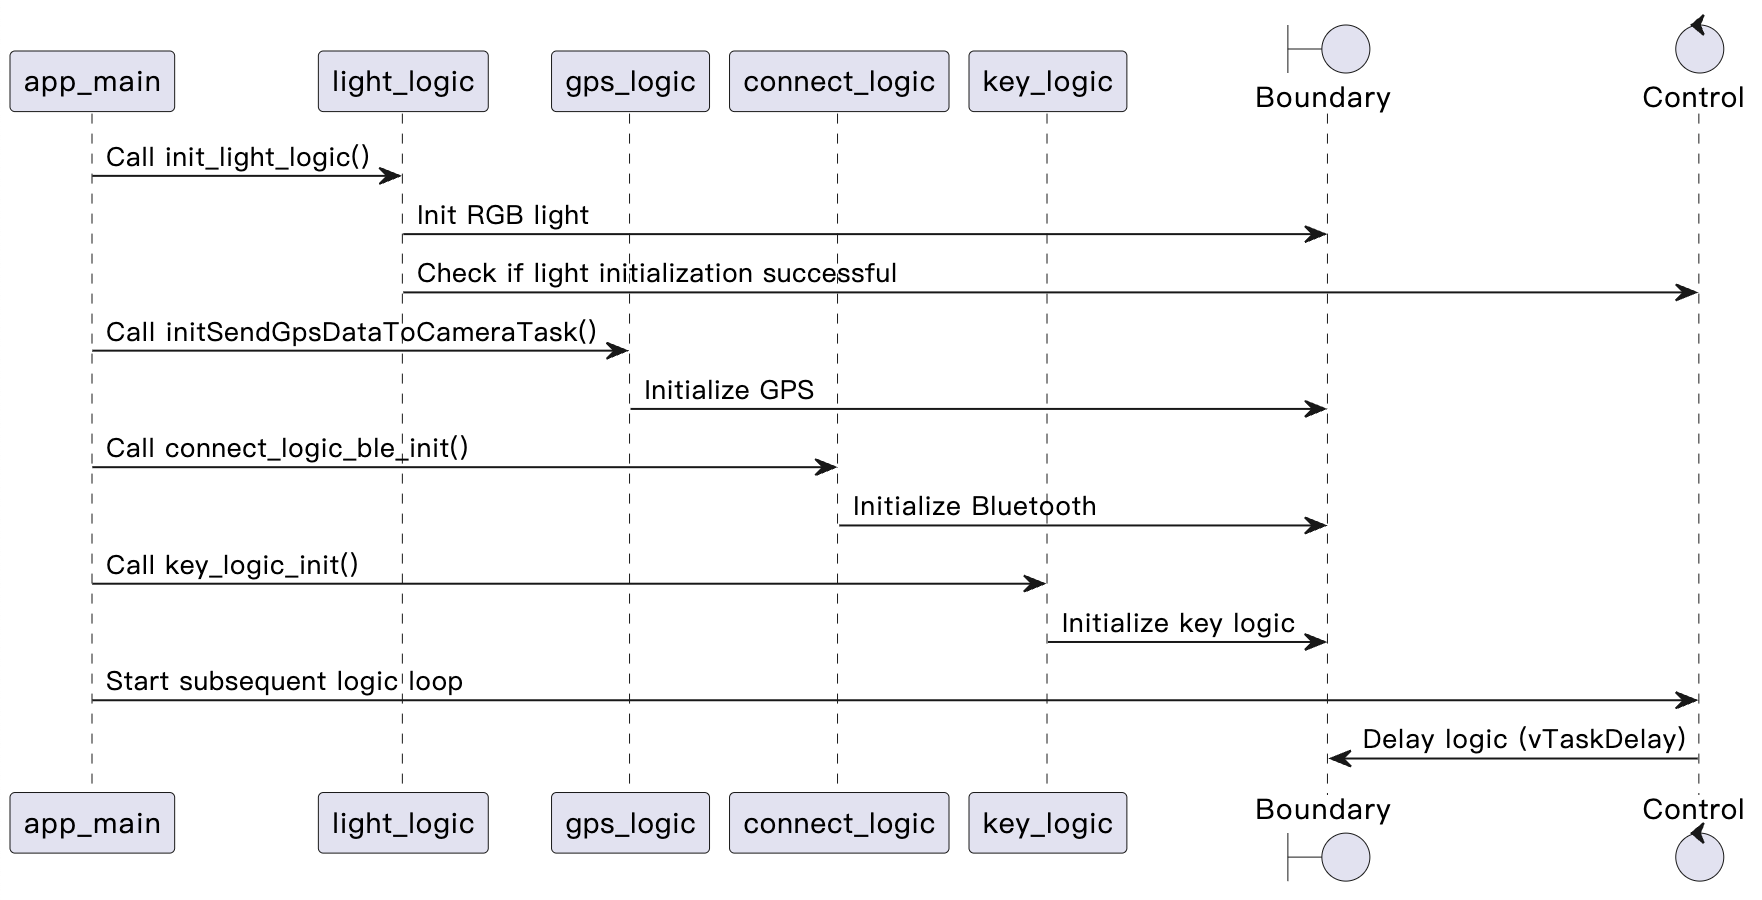 app_main
light_logic
gps_logic
connect_logic
key_logic
Boundary
Control
Call init_light_logic()
Init RGB light
Check if light initialization successful
Call initSendGpsDataToCameraTask()
Initialize GPS
Call connect_logic_ble_init()
Initialize Bluetooth
Call key_logic_init()
Initialize key logic
Start subsequent logic loop
Delay logic (vTaskDelay)
app_main
light_logic
gps_logic
connect_logic
key_logic
Boundary
Control